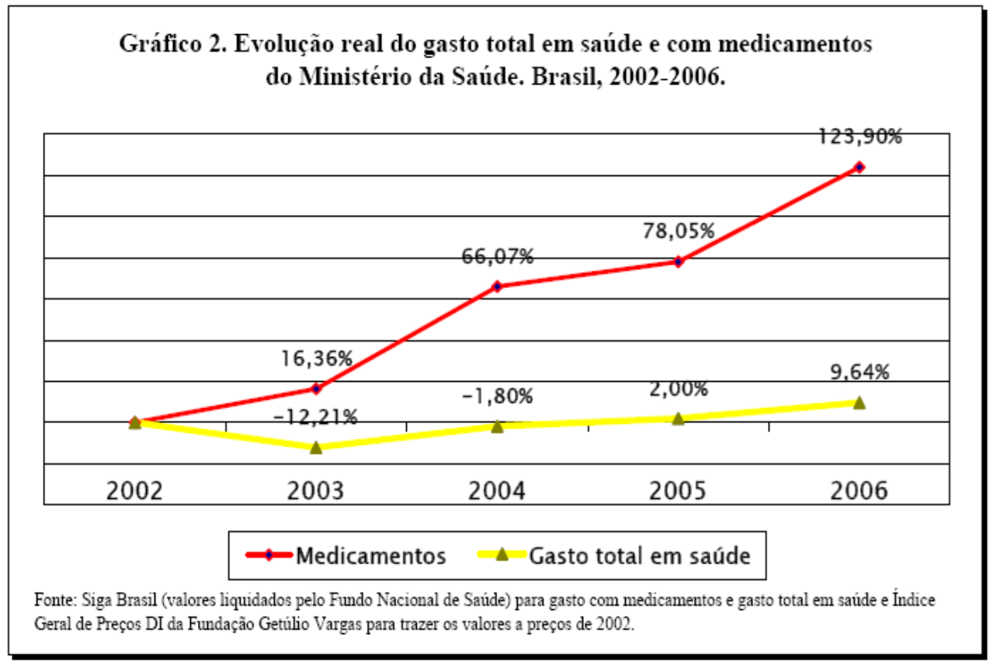 Gráfico 2. Evolução real do gasto total em saúde e com medicamentos
do Ministério da Saúde. Brasil, 2002-2006.
123,90%
78,05%
66,07%
16,36%
9,64%
2,00%
−1,80%
−12,21%
2002 2003 2004 2005 2006
Medicamentos Gasto total em saúde
Fonte: Siga Brasil (valores liquidados pelo Fundo Nacional de Saúde) para gasto com medicamentos e gasto total em saúde e Índice
Geral de Preços DI da Fundação Getúlio Vargas para trazer os valores a preços de 2002.